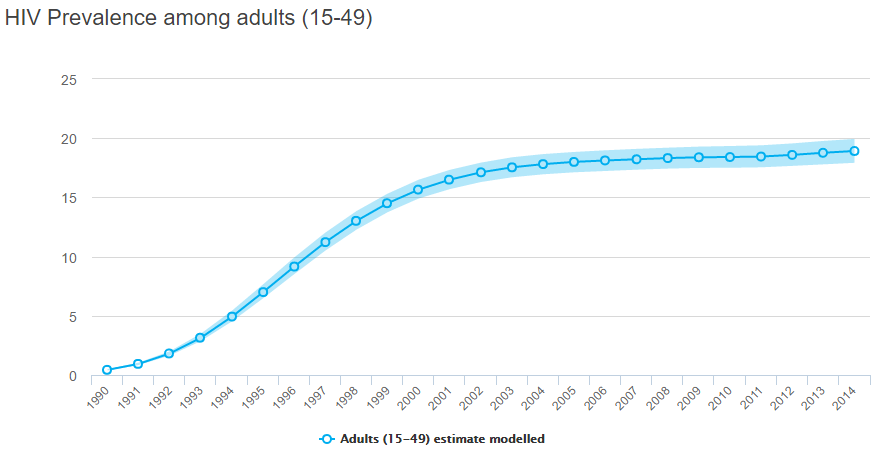 HIV Prevalence among adults (15-49)
25
20
15
10
5
0
1990 1991 1992 1993 1994 1995 1996 1997 1998 1999 2000 2001 2002 2003 2004 2005 2006 2007 2008 2009 2010 2011 2012 2013 2014
Adults (15–49) estimate modelled